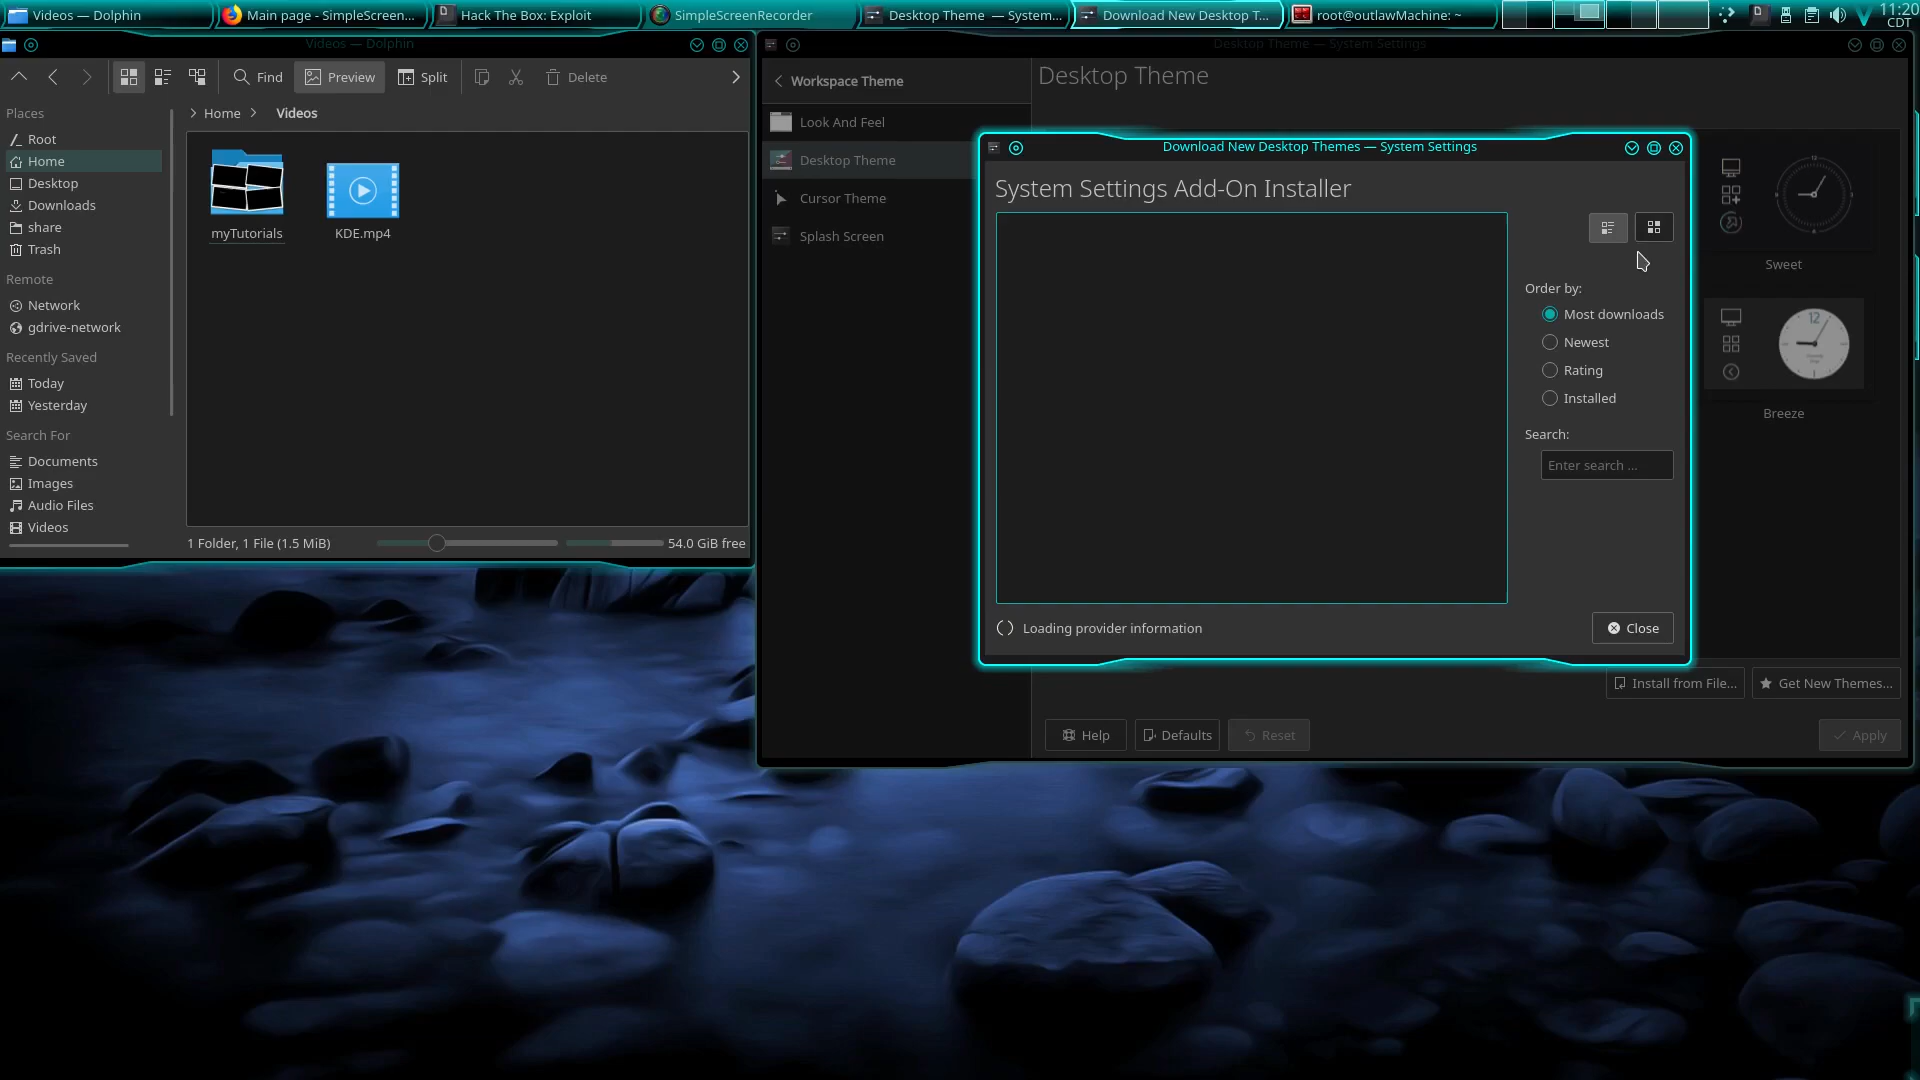 Videos — Dolphin
Main page - SimpleScreen...
Hack The Box: Exploit
SimpleScreenRecorder
Desktop Theme — System...
Download New Desktop T...
root@outlawMachine: ~
11:20
CDT
Videos — Dolphin
Find
Preview
Split
Delete
Places
Root
Home
Desktop
Downloads
share
Trash
Remote
Network
gdrive-network
Recently Saved
Today
Yesterday
Search For
Documents
Images
Audio Files
Videos
Home
Videos
myTutorials
KDE.mp4
1 Folder, 1 File (1.5 MiB)
54.0 GiB free
Desktop Theme — System Settings
Workspace Theme
Look And Feel
Desktop Theme
Cursor Theme
Splash Screen
Desktop Theme
Download New Desktop Themes — System Settings
System Settings Add-On Installer
Order by:
Most downloads
Newest
Rating
Installed
Search:
Enter search ...
Loading provider information
Close
Sweet
12
Breeze
Install from File...
Get New Themes...
Help
Defaults
Reset
Apply